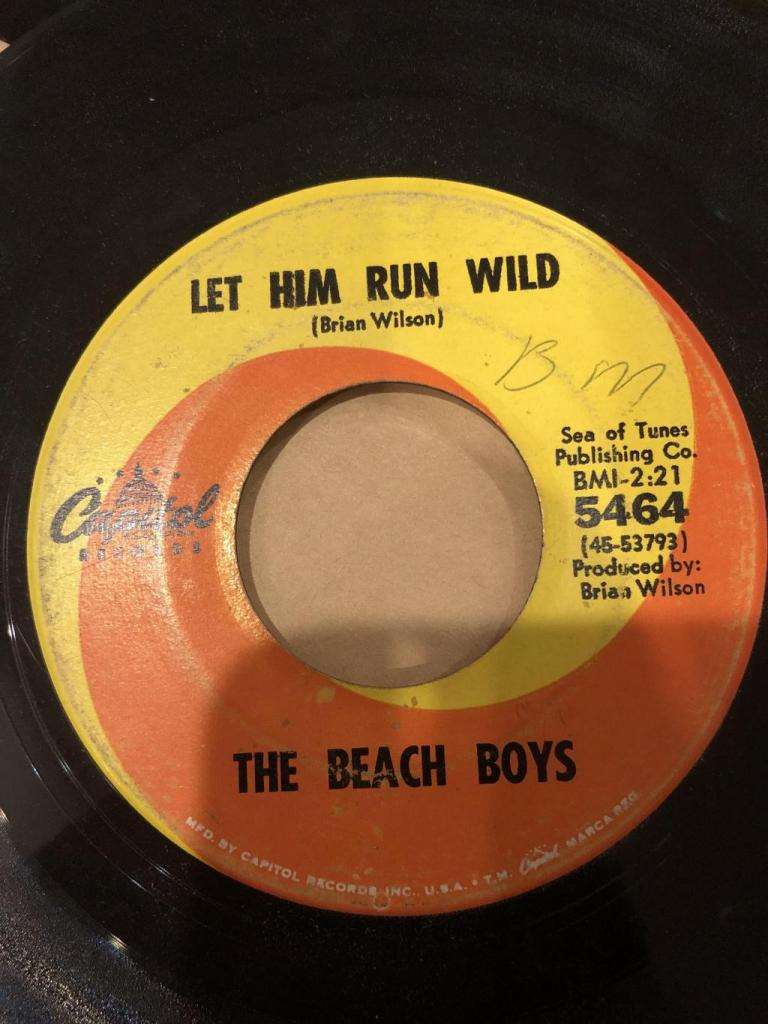 LET HIM RUN WILD
(Brian Wilson)
B m
Sea of Tunes
Publishing Co.
BMI-2:21
5464
(45-53793)
Produced by:
Brian Wilson
Capitol
RECORDS
THE BEACH BOYS
MFD. BY CAPITOL RECORDS INC., U.S.A. • T.M. Capitol MARCA REG.